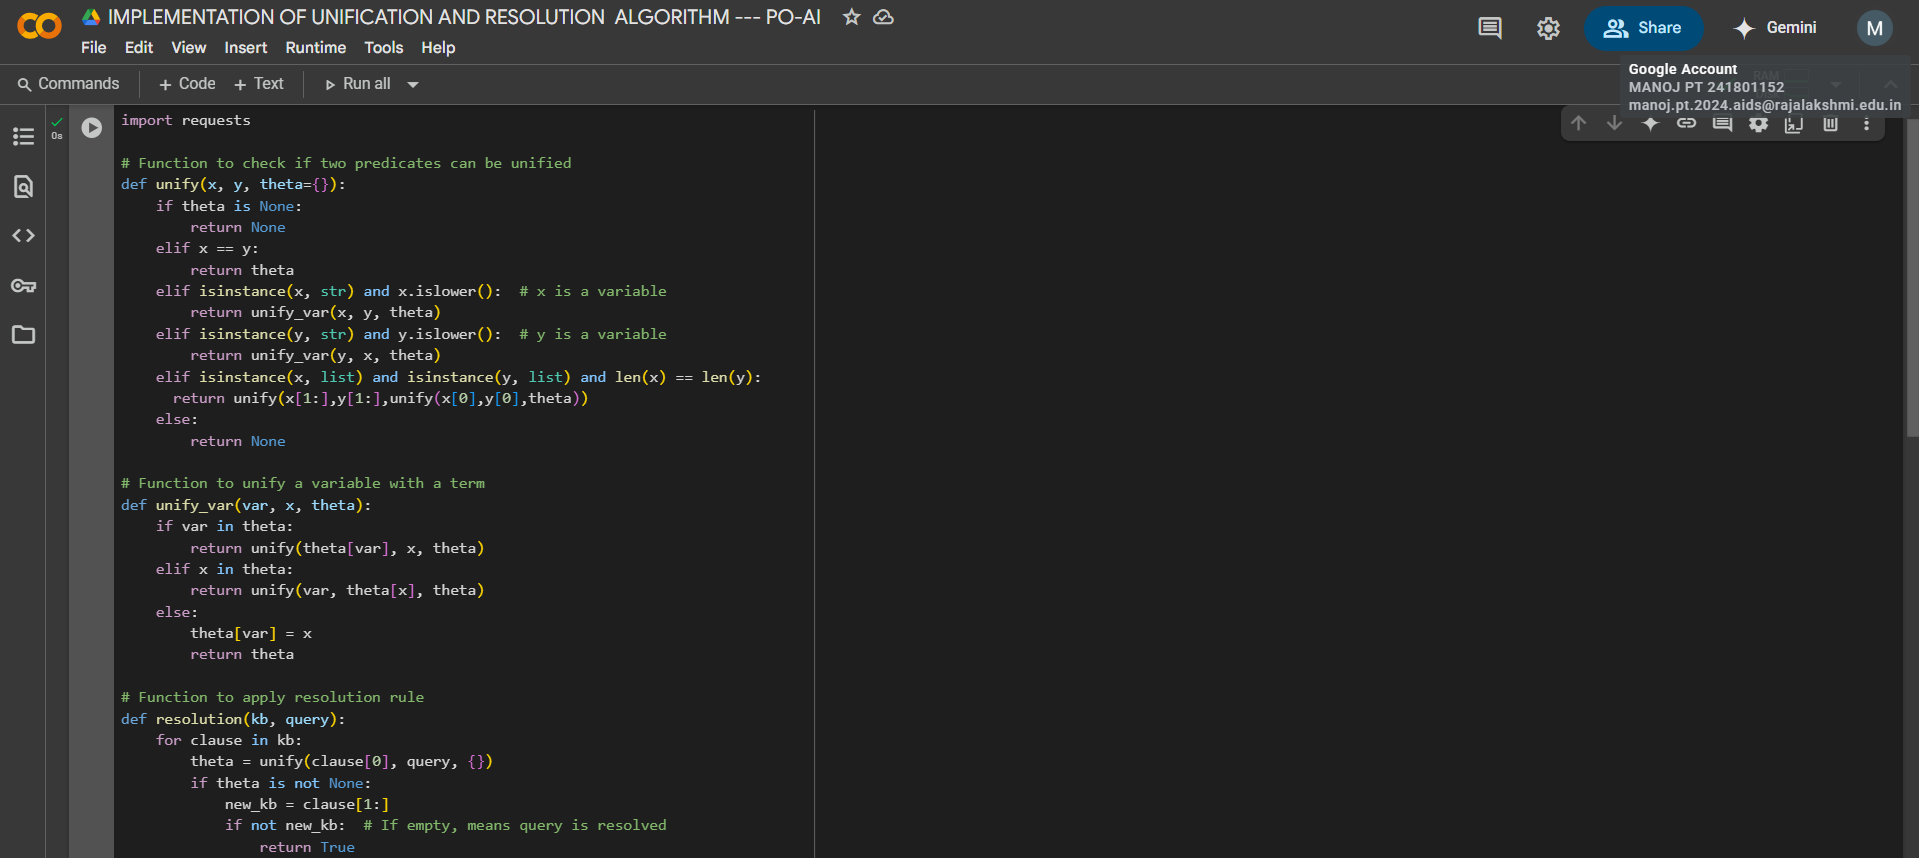 IMPLEMENTATION OF UNIFICATION AND RESOLUTION  ALGORITHM --- PO-AI
File Edit View Insert Runtime Tools Help
Share
Gemini
M
Commands + Code + Text Run all
Google Account
MANOJ PT 241801152
manoj.pt.2024.aids@rajalakshmi.edu.in
RAM
0s
import requests

# Function to check if two predicates can be unified
def unify(x, y, theta={}):
    if theta is None:
        return None
    elif x == y:
        return theta
    elif isinstance(x, str) and x.islower():  # x is a variable
        return unify_var(x, y, theta)
    elif isinstance(y, str) and y.islower():  # y is a variable
        return unify_var(y, x, theta)
    elif isinstance(x, list) and isinstance(y, list) and len(x) == len(y):
      return unify(x[1:],y[1:],unify(x[0],y[0],theta))
    else:
        return None

# Function to unify a variable with a term
def unify_var(var, x, theta):
    if var in theta:
        return unify(theta[var], x, theta)
    elif x in theta:
        return unify(var, theta[x], theta)
    else:
        theta[var] = x
        return theta

# Function to apply resolution rule
def resolution(kb, query):
    for clause in kb:
        theta = unify(clause[0], query, {})
        if theta is not None:
            new_kb = clause[1:]
            if not new_kb:  # If empty, means query is resolved
                return True